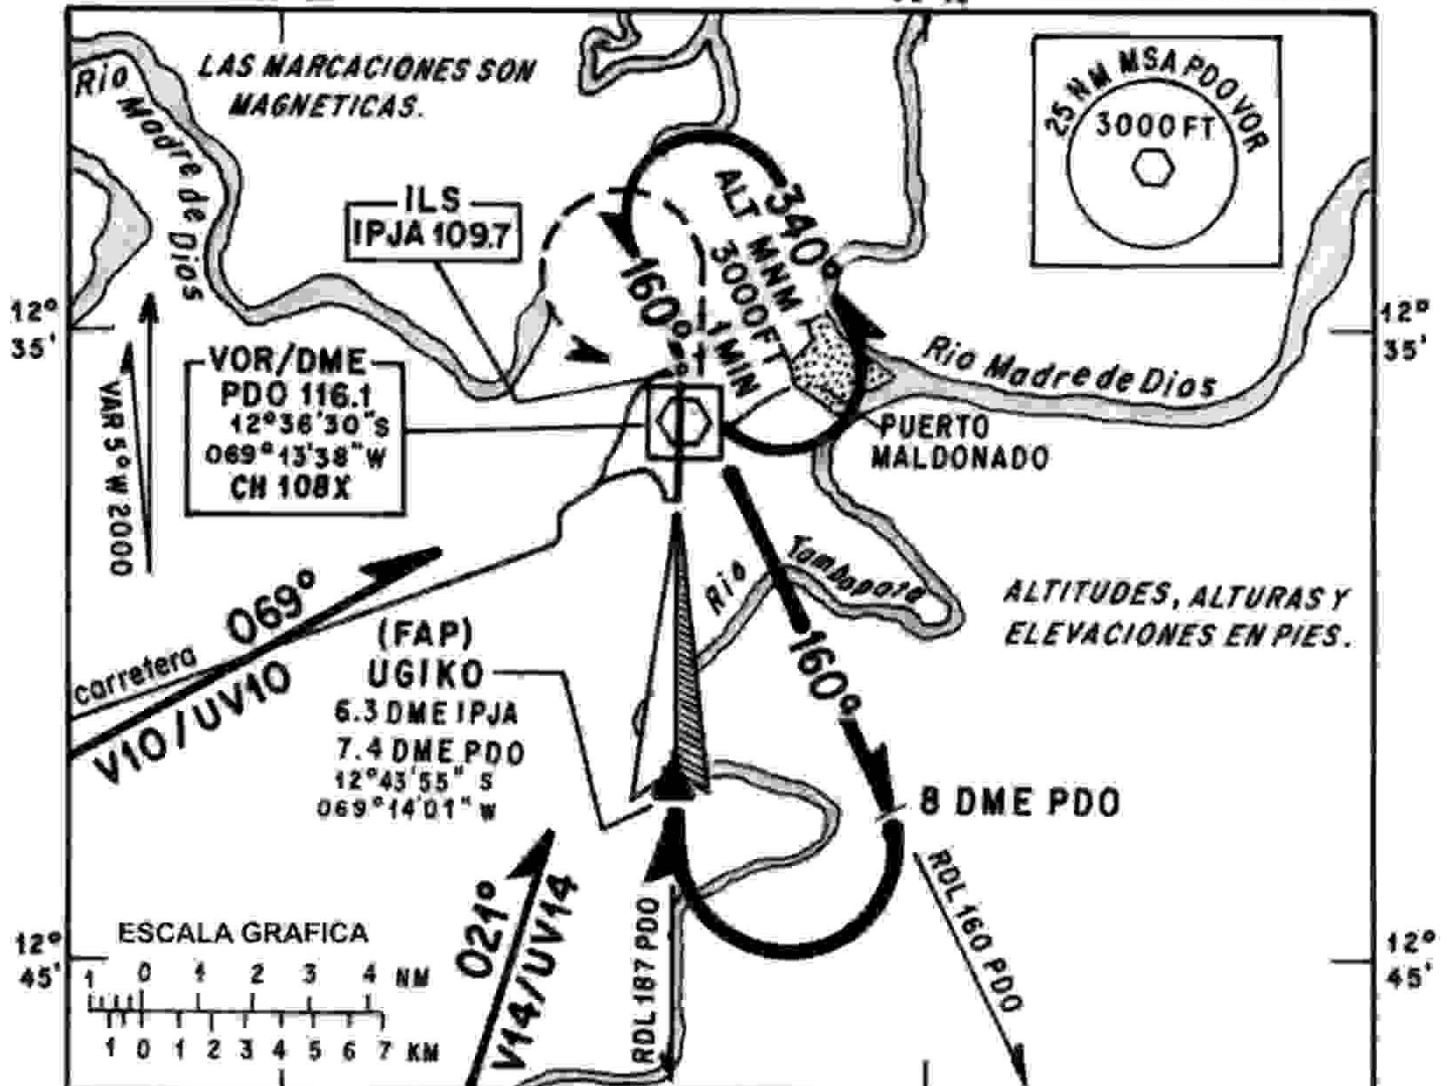 LAS MARCACIONES SON
MAGNETICAS.
25 NM MSA PDO VOR
3000 FT
Rio Madre de Dios
ILS
IPJA 109.7
340°
ALT MNM
3000 FT
1 MIN
160°
12°
35'
12°
35'
VOR/DME
PDO 116.1
12°36'30"S
069°13'38"W
CH 108X
Rio Madre de Dios
PUERTO
MALDONADO
VAR 5° W 2000
069°
V10/UV10
carretera
Rio Tambopata
ALTITUDES, ALTURAS Y
ELEVACIONES EN PIES.
(FAP)
UGIKO
6.3 DME IPJA
7.4 DME PDO
12°43'55" S
069°14'01" W
160°
8 DME PDO
RDL 160 PDO
RDL 187 PDO
021°
V14/UV14
12°
45'
12°
45'
ESCALA GRAFICA
1 0 1 2 3 4 NM
1 0 1 2 3 4 5 6 7 KM